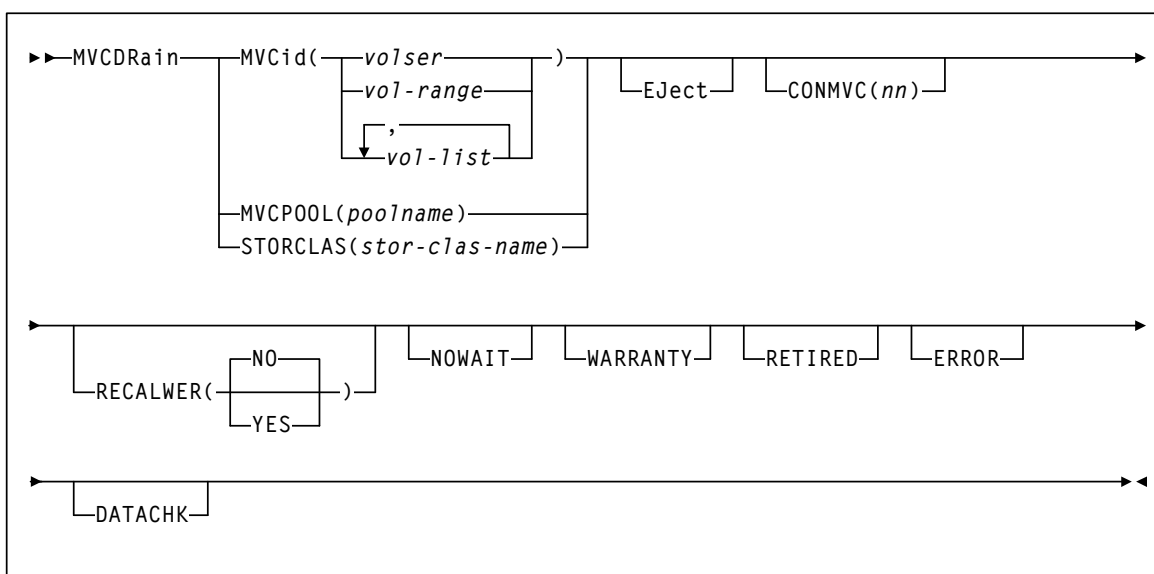 MVCDRain MVCid( volser )
vol-range EJect CONMVC(nn)
,
vol-list
MVCPOOL(poolname)
STORCLAS(stor-clas-name)
NO NOWAIT WARRANTY RETIRED ERROR
RECALWER( )
YES
DATACHK